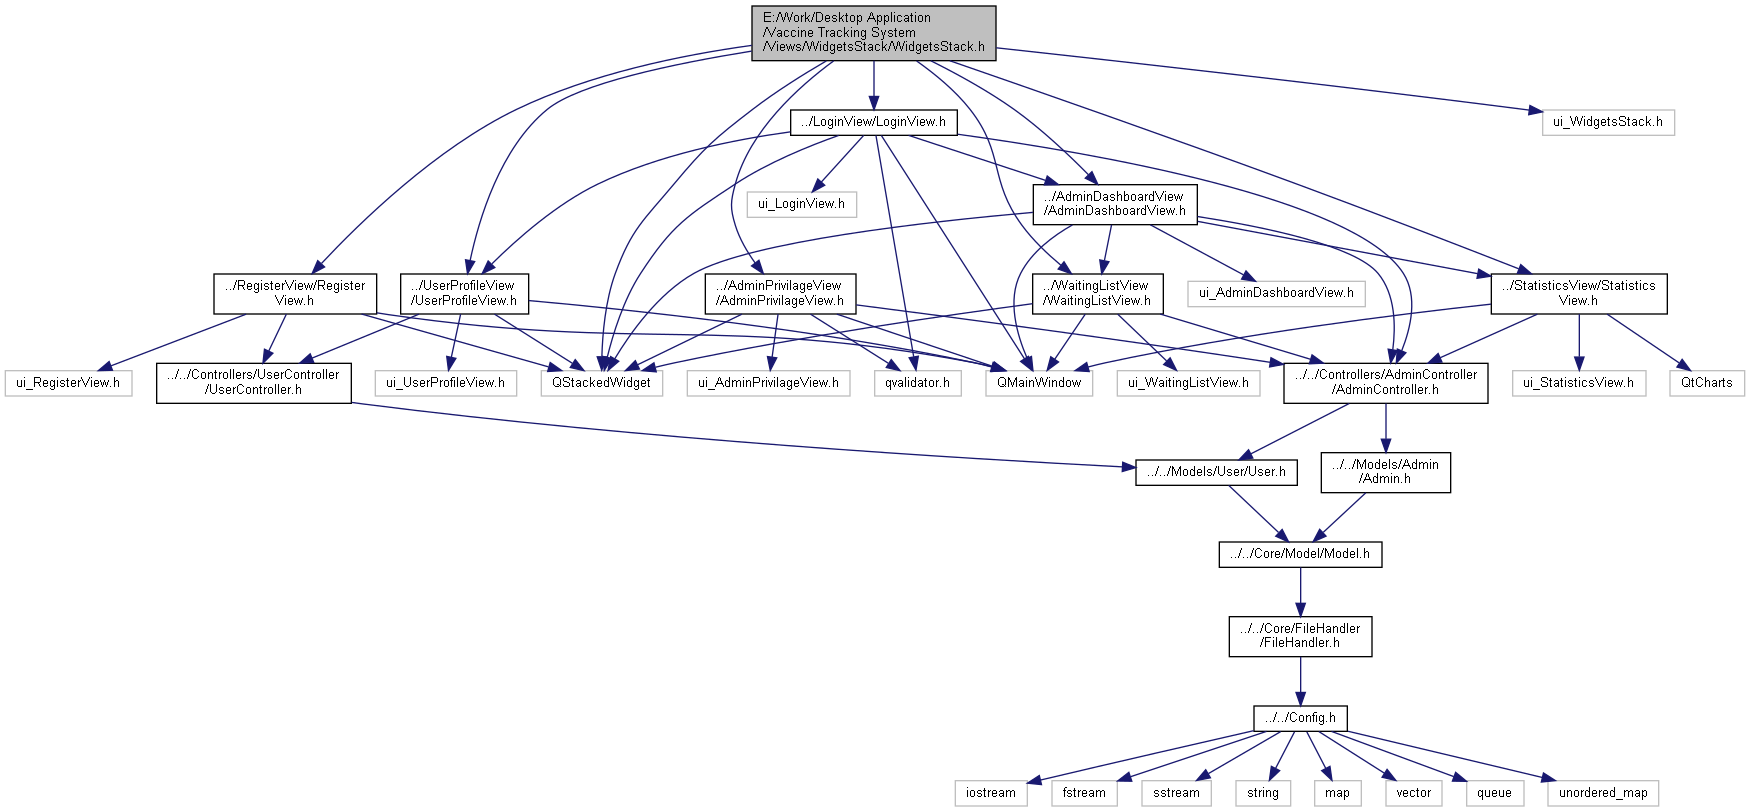 E:/Work/Desktop Application
/Vaccine Tracking System
/Views/WidgetsStack/WidgetsStack.h
../LoginView/LoginView.h
ui_WidgetsStack.h
ui_LoginView.h
../AdminDashboardView
/AdminDashboardView.h
../RegisterView/Register
View.h
../UserProfileView
/UserProfileView.h
../AdminPrivilageView
/AdminPrivilageView.h
../WaitingListView
/WaitingListView.h
ui_AdminDashboardView.h
../StatisticsView/Statistics
View.h
ui_RegisterView.h
../../Controllers/UserController
/UserController.h
ui_UserProfileView.h
QStackedWidget
ui_AdminPrivilageView.h
qvalidator.h
QMainWindow
ui_WaitingListView.h
../../Controllers/AdminController
/AdminController.h
ui_StatisticsView.h
QtCharts
../../Models/User/User.h
../../Models/Admin
/Admin.h
../../Core/Model/Model.h
../../Core/FileHandler
/FileHandler.h
../../Config.h
iostream
fstream
sstream
string
map
vector
queue
unordered_map